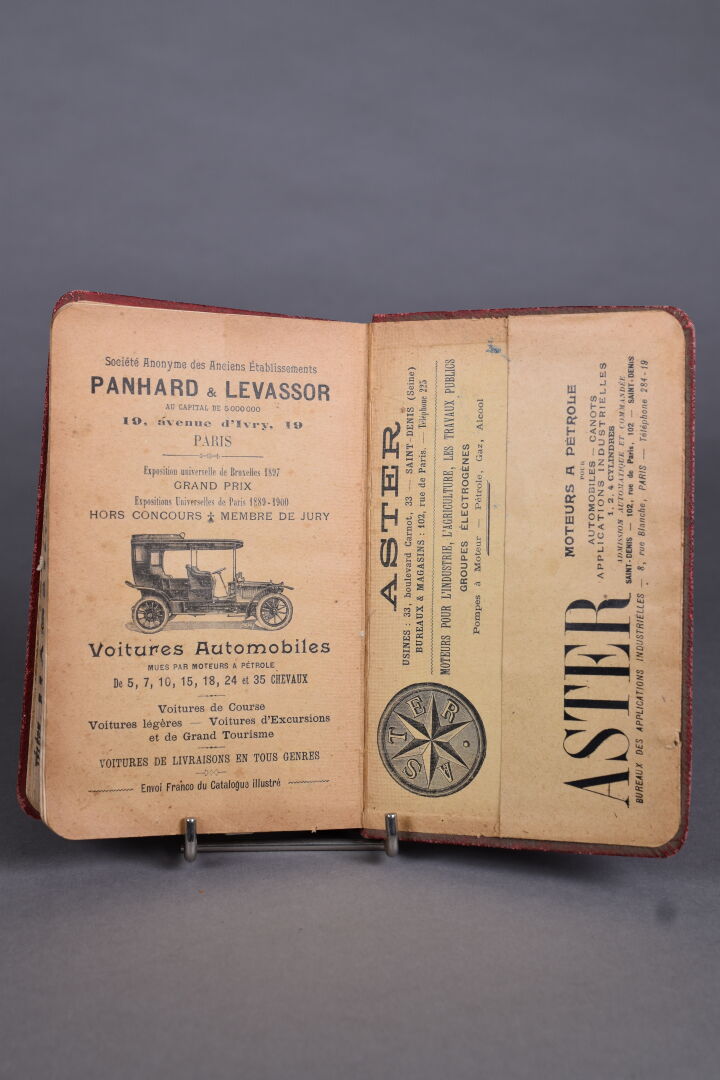 Société Anonyme des Anciens Établissements
PANHARD & LEVASSOR
AU CAPITAL DE 5 000 000
19, avenue d'Ivry, 19
PARIS
Exposition universelle de Bruxelles 1897
GRAND PRIX
Expositions Universelles de Paris 1889-1900
HORS CONCOURS MEMBRE DE JURY
Voitures Automobiles
MUES PAR MOTEURS A PÉTROLE
De 5, 7, 10, 15, 18, 24 et 35 CHEVAUX
Voitures de Course
Voitures légères — Voitures d'Excursions
et de Grand Tourisme
VOITURES DE LIVRAISONS EN TOUS GENRES
Envoi Franco du Catalogue illustré
ASTER
ASTER
USINES : 33, boulevard Carnot, 33 — SAINT-DENIS (Seine)
BUREAUX & MAGASINS : 102, rue de Paris. — Téléphone 225
MOTEURS POUR L'INDUSTRIE, L'AGRICULTURE, LES TRAVAUX PUBLICS
GROUPES ÉLECTROGÈNES
Pompes à Moteur — Pétrole, Gaz, Alcool
ASTER
MOTEURS A PÉTROLE
POUR
AUTOMOBILES — CANOTS
APPLICATIONS INDUSTRIELLES
1, 2, 4 CYLINDRES
ADMISSION AUTOMATIQUE ET COMMANDÉE
SAINT-DENIS — 102, rue de Paris, 102 — SAINT-DENIS
BUREAUX DES APPLICATIONS INDUSTRIELLES — 8, rue Blanche, PARIS — Téléphone 284-19